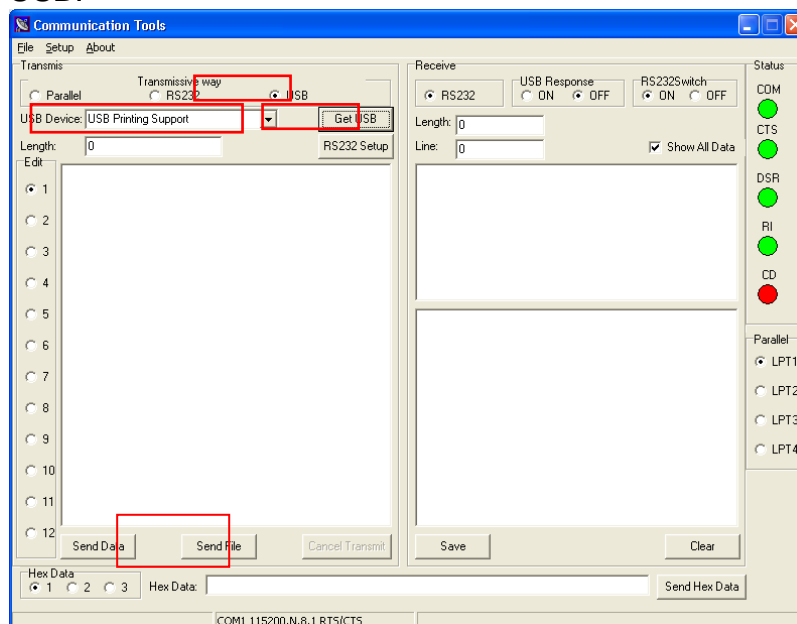 USB.
Communication Tools
File Setup About
Transmis
Transmissive way
Parallel RS232 USB
USB Device: USB Printing Support Get USB
Length: 0 RS232 Setup
Edit
1
2
3
4
5
6
7
8
9
10
11
12
Send Data Send File Cancel Transmit
Receive
USB Response RS232Switch
RS232 ON OFF ON OFF
Length: 0
Line: 0 Show All Data
Save Clear
Status
COM
CTS
DSR
RI
CD
Parallel
LPT1
LPT2
LPT3
LPT4
Hex Data
1 2 3 Hex Data: Send Hex Data
COM1 115200,N,8,1 RTS/CTS